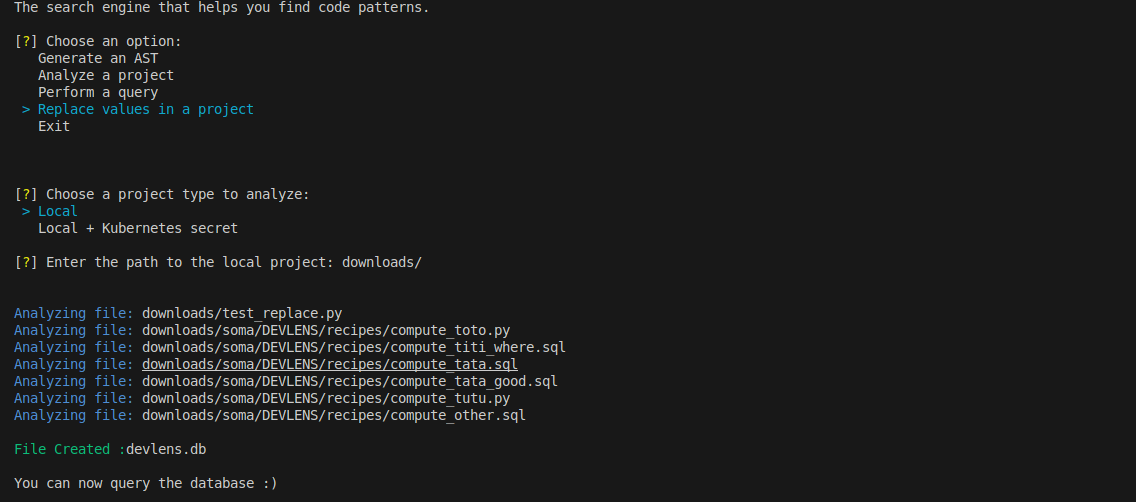 The search engine that helps you find code patterns.
[?] Choose an option:
Generate an AST
Analyze a project
Perform a query
> Replace values in a project
Exit
[?] Choose a project type to analyze:
> Local
Local + Kubernetes secret
[?] Enter the path to the local project: downloads/
Analyzing file: downloads/test_replace.py
Analyzing file: downloads/soma/DEVLENS/recipes/compute_toto.py
Analyzing file: downloads/soma/DEVLENS/recipes/compute_titi_where.sql
Analyzing file: downloads/soma/DEVLENS/recipes/compute_tata.sql
Analyzing file: downloads/soma/DEVLENS/recipes/compute_tata_good.sql
Analyzing file: downloads/soma/DEVLENS/recipes/compute_tutu.py
Analyzing file: downloads/soma/DEVLENS/recipes/compute_other.sql
File Created :devlens.db
You can now query the database :)